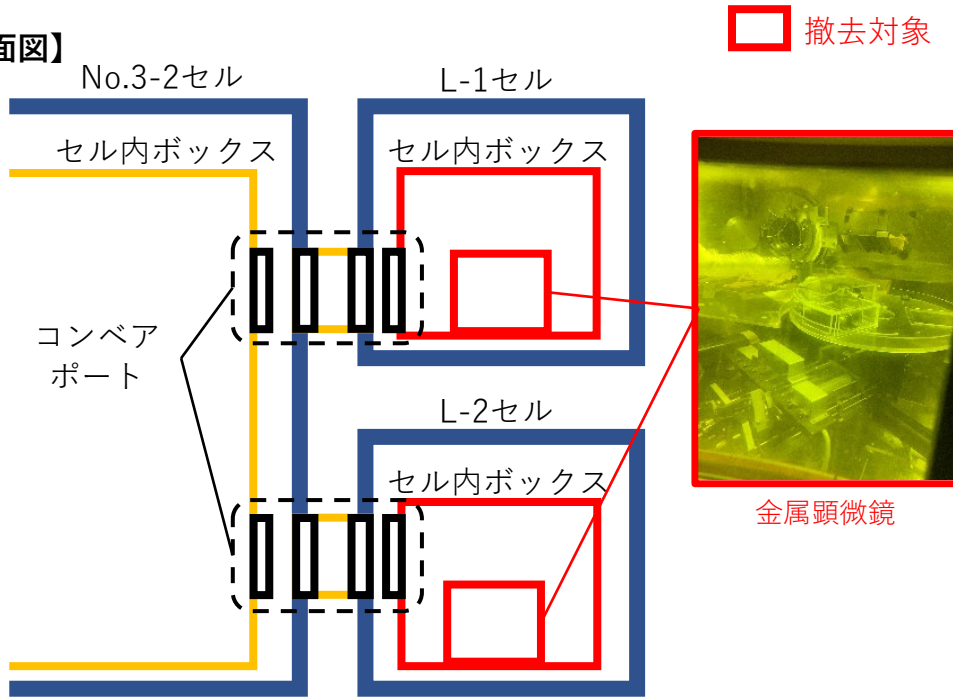 面図】
撤去対象
No.3-2セル
L-1セル
セル内ボックス
セル内ボックス
コンベア
ポート
L-2セル
セル内ボックス
金属顕微鏡